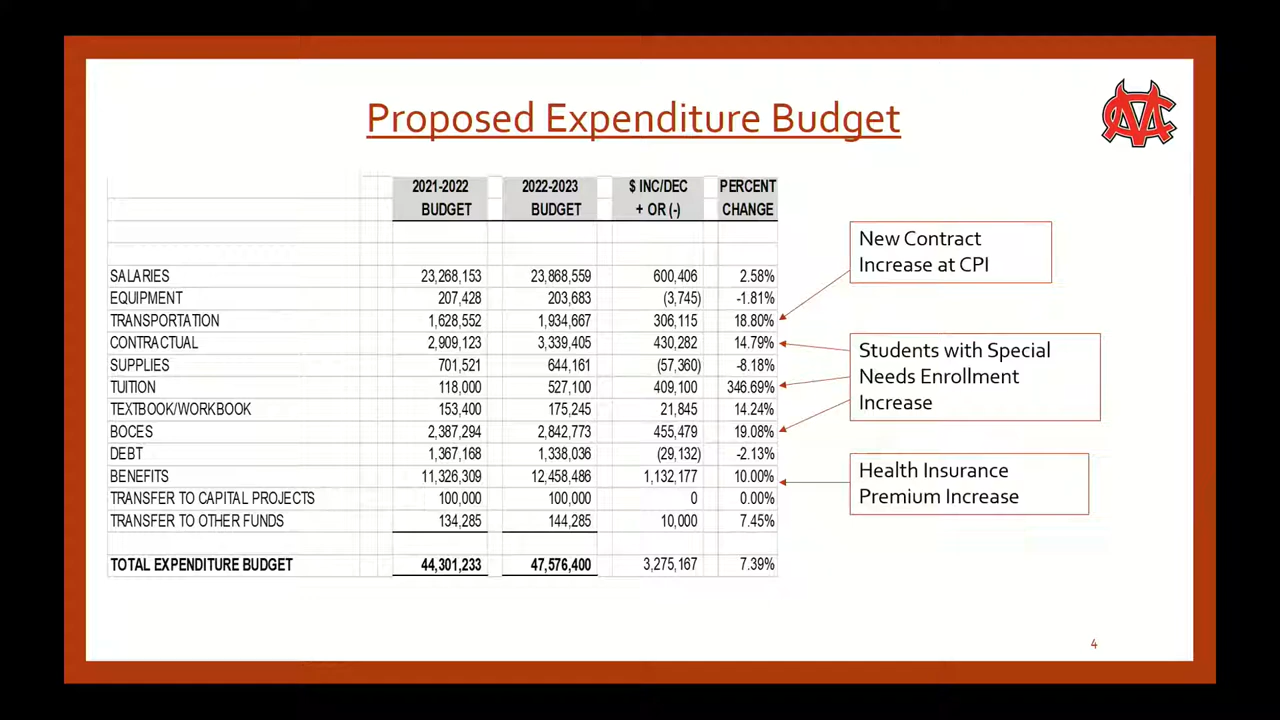 Proposed Expenditure Budget
2021-2022 2022-2023 $ INC/DEC PERCENT
BUDGET BUDGET + OR (-) CHANGE
SALARIES 23,268,153 23,868,559 600,406 2.58%
EQUIPMENT 207,428 203,683 (3,745) -1.81%
TRANSPORTATION 1,628,552 1,934,667 306,115 18.80%
CONTRACTUAL 2,909,123 3,339,405 430,282 14.79%
SUPPLIES 701,521 644,161 (57,360) -8.18%
TUITION 118,000 527,100 409,100 346.69%
TEXTBOOK/WORKBOOK 153,400 175,245 21,845 14.24%
BOCES 2,387,294 2,842,773 455,479 19.08%
DEBT 1,367,168 1,338,036 (29,132) -2.13%
BENEFITS 11,326,309 12,458,486 1,132,177 10.00%
TRANSFER TO CAPITAL PROJECTS 100,000 100,000 0 0.00%
TRANSFER TO OTHER FUNDS 134,285 144,285 10,000 7.45%
TOTAL EXPENDITURE BUDGET 44,301,233 47,576,400 3,275,167 7.39%
New Contract
Increase at CPI
Students with Special
Needs Enrollment
Increase
Health Insurance
Premium Increase
4